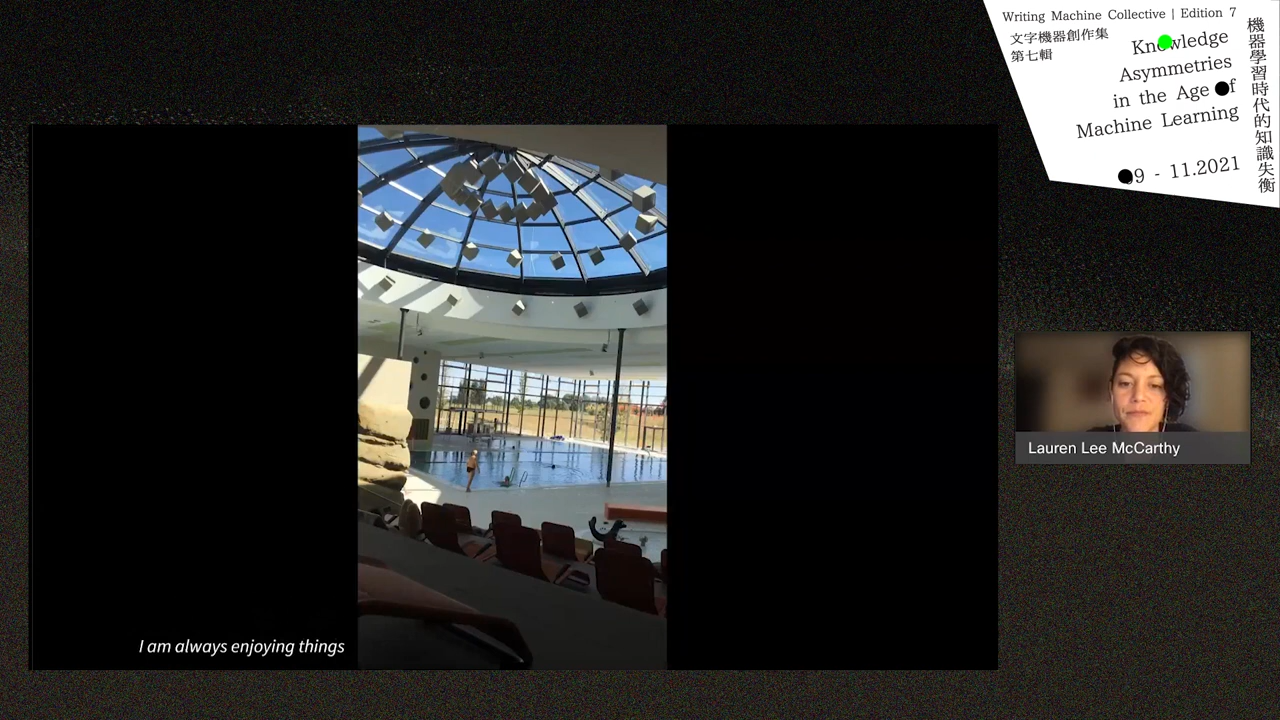 Writing Machine Collective | Edition 7
文字機器創作集
第七輯
Knowledge
Asymmetries
in the Age of
Machine Learning
09 - 11.2021
機器學習時代的知識失衡
Lauren Lee McCarthy
I am always enjoying things